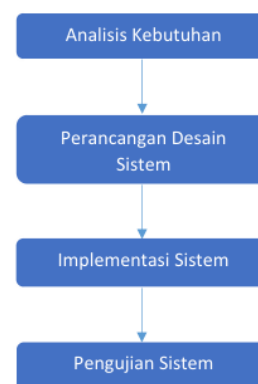 Analisis Kebutuhan
Perancangan Desain
Sistem
Implementasi Sistem
Pengujian Sistem